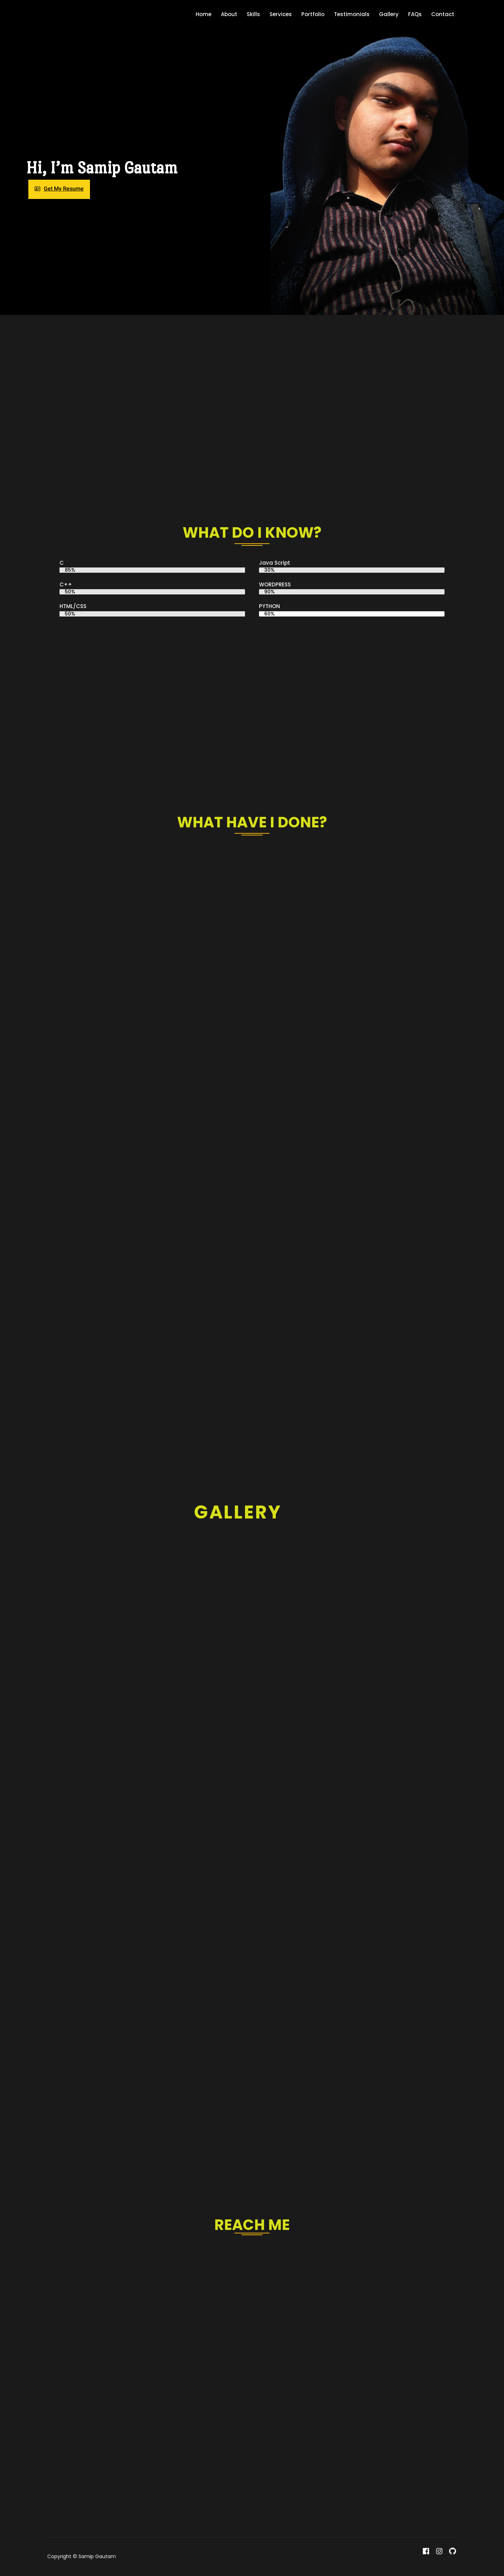 Home About Skills Services Portfolio Testimonials Gallery FAQs Contact
Hi, I'm Samip Gautam
Get My Resume
WHAT DO I KNOW?
C
85%
Java Script
30%
C++
50%
WORDPRESS
90%
HTML/CSS
50%
PYTHON
60%
WHAT HAVE I DONE?
GALLERY
REACH ME
Copyright © Samip Gautam